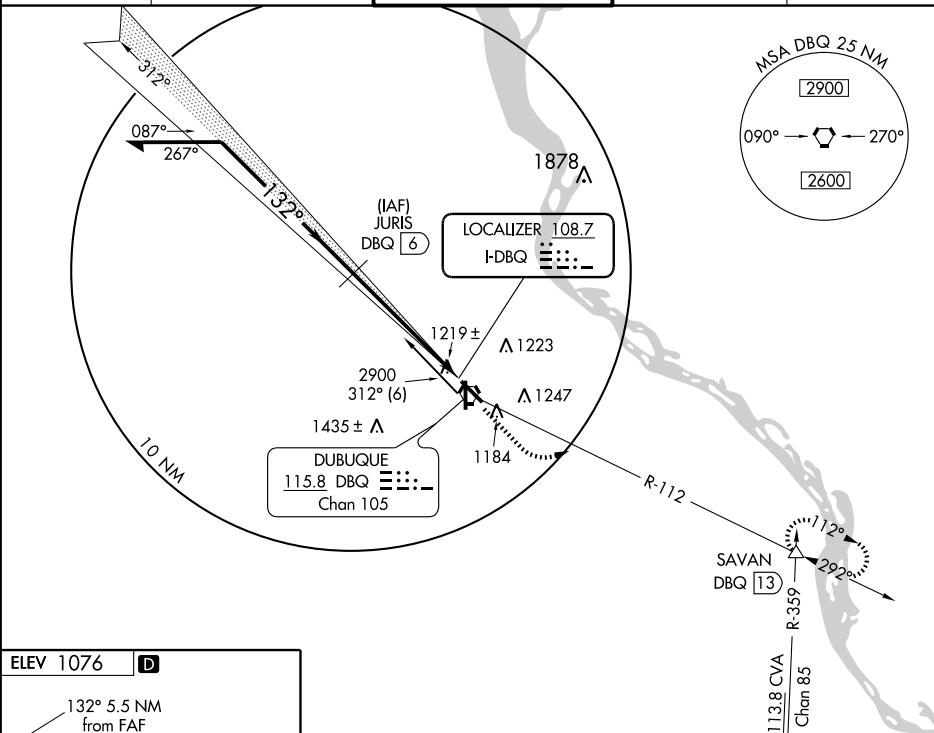 MSA DBQ 25 NM
2900
090°
270°
2600
312°
087°
267°
132°
(IAF)
JURIS
DBQ 6
1878
LOCALIZER 108.7
I-DBQ
1219 ±
1223
2900
312° (6)
1247
1435 ±
1184
10 NM
DUBUQUE
115.8 DBQ
Chan 105
R-112
112°
292°
SAVAN
DBQ 13
R-359
113.8 CVA
Chan 85
ELEV 1076 D
132° 5.5 NM
from FAF